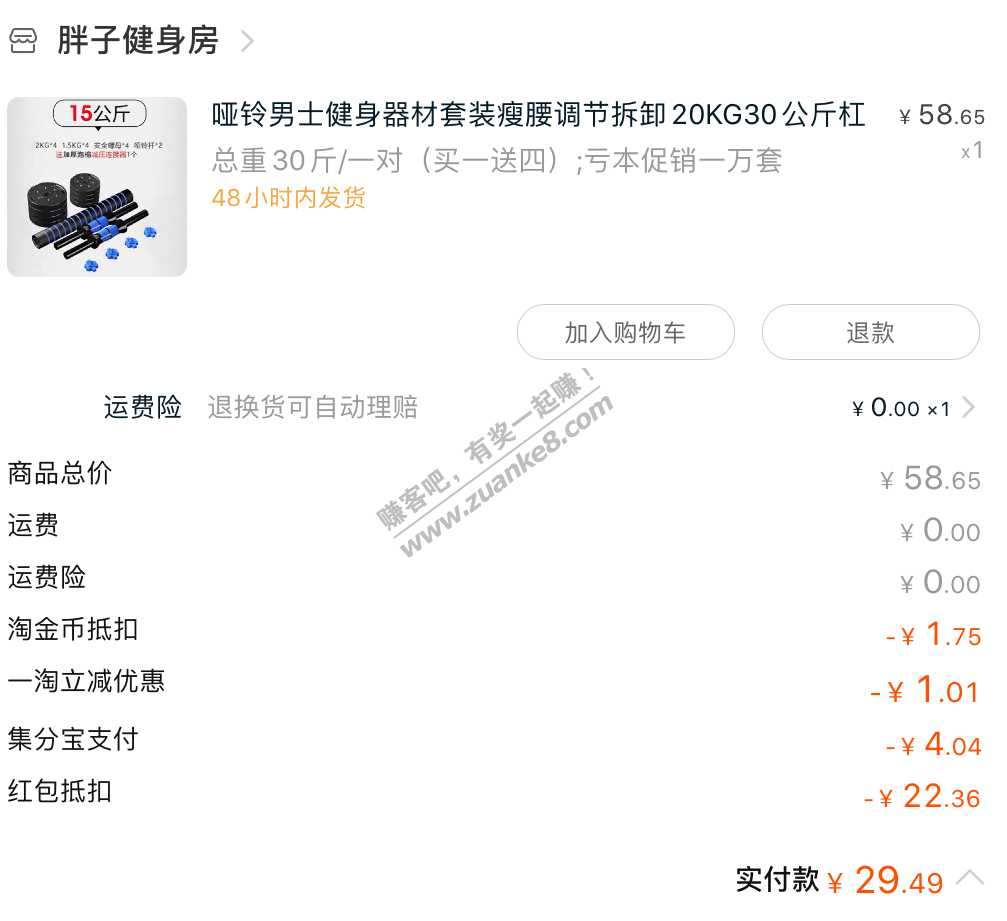 胖子健身房
15公斤
2KG*4 1.5KG*4 安全螺母*4 哑铃杆*2
哑铃男士健身器材套装瘦腰调节拆卸20KG30公斤杠
¥ 58.65
总重30斤/一对（买一送四）;亏本促销一万套
x1
48小时内发货
加入购物车
退款
运费险 退换货可自动理赔 ¥ 0.00 ×1
赚客吧，有奖一起赚！
www.zuanke8.com
商品总价 ¥ 58.65
运费 ¥ 0.00
运费险 ¥ 0.00
淘金币抵扣 -¥ 1.75
一淘立减优惠 -¥ 1.01
集分宝支付 -¥ 4.04
红包抵扣 -¥ 22.36
实付款 ¥ 29.49